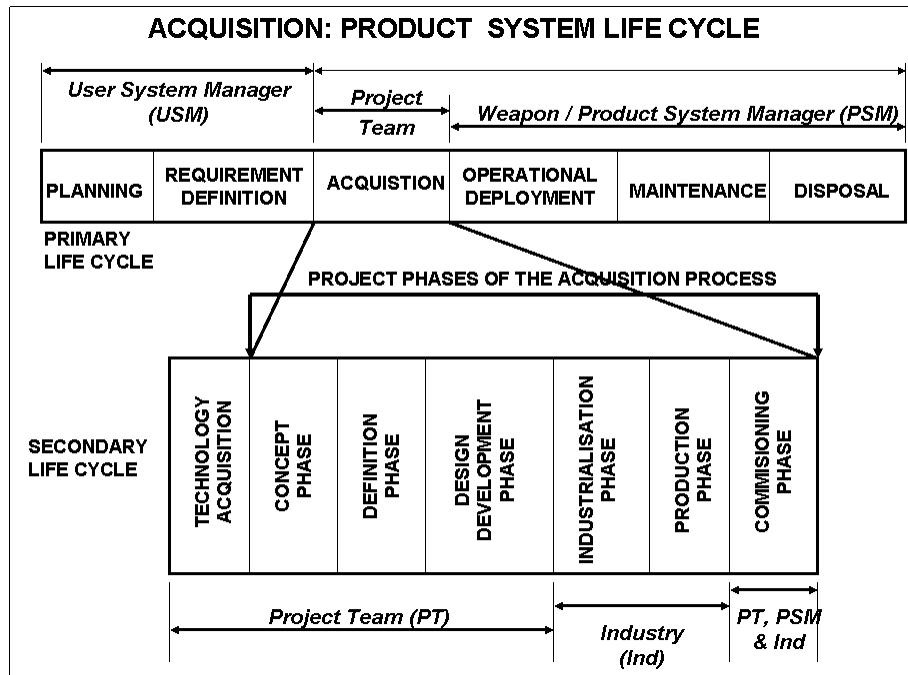 ACQUISITION: PRODUCT SYSTEM LIFE CYCLE
User System Manager
(USM)
Project
Team
Weapon / Product System Manager (PSM)
PLANNING
REQUIREMENT
DEFINITION
ACQUISTION
OPERATIONAL
DEPLOYMENT
MAINTENANCE
DISPOSAL
PRIMARY
LIFE CYCLE
PROJECT PHASES OF THE ACQUISITION PROCESS
SECONDARY
LIFE CYCLE
TECHNOLOGY
ACQUISITION
CONCEPT
PHASE
DEFINITION
PHASE
DESIGN
DEVELOPMENT
PHASE
INDUSTRIALISATION
PHASE
PRODUCTION
PHASE
COMMISIONING
PHASE
Project Team (PT)
Industry
(Ind)
PT, PSM
& Ind